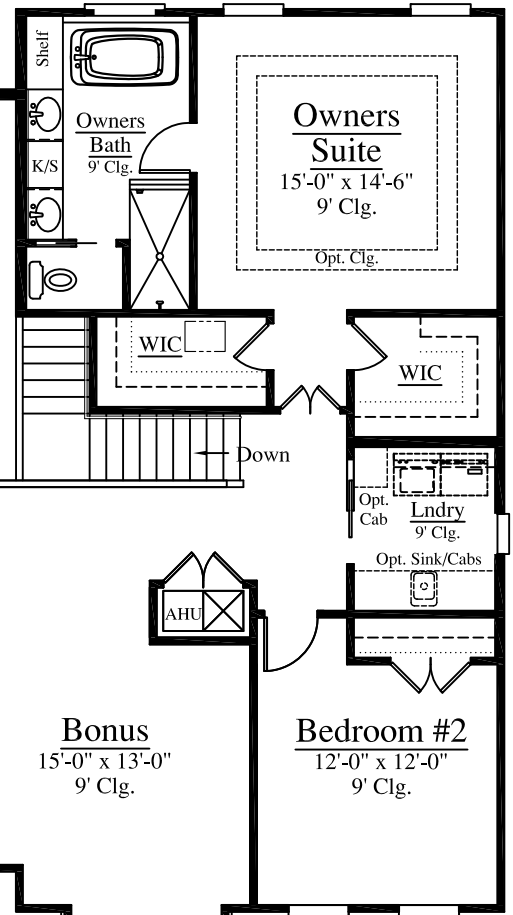 Shelf
Owners
Bath
9' Clg.
K/S
Owners
Suite
15'-0" x 14'-6"
9' Clg.
Opt. Clg.
WIC
WIC
Down
Opt.
Cab
Lndry
9' Clg.
Opt. Sink/Cabs
AHU
Bonus
15'-0" x 13'-0"
9' Clg.
Bedroom #2
12'-0" x 12'-0"
9' Clg.